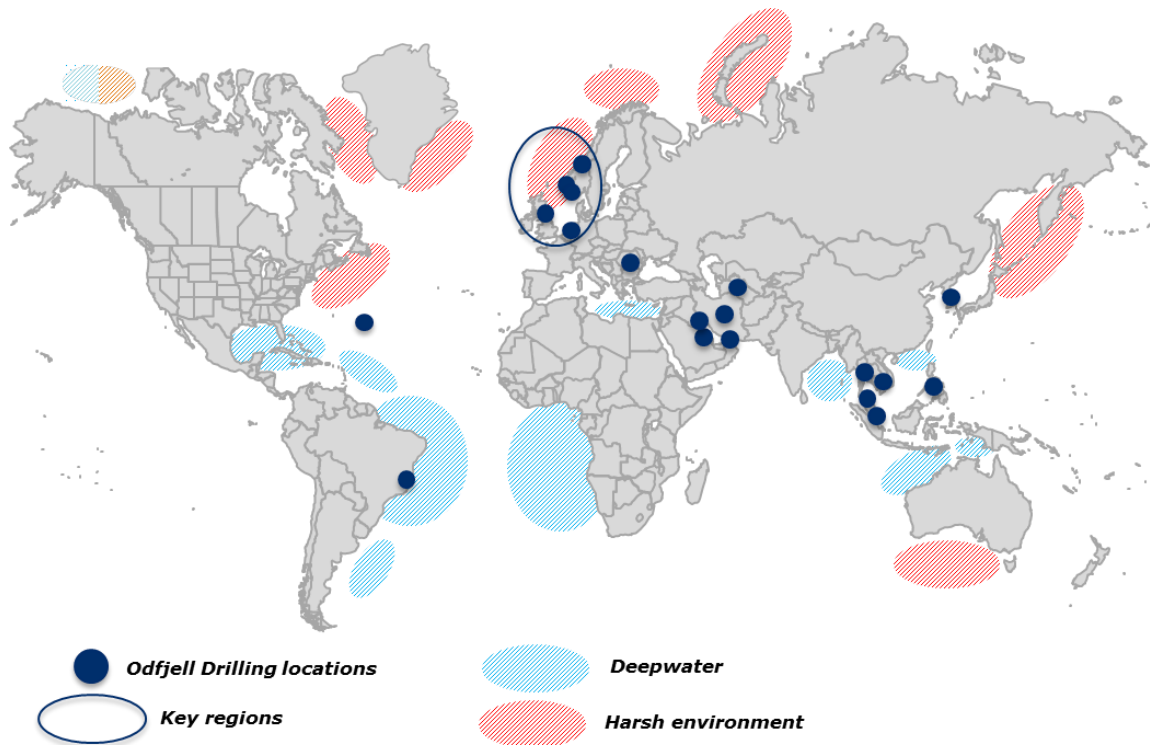 Odfjell Drilling locations
Key regions
Deepwater
Harsh environment